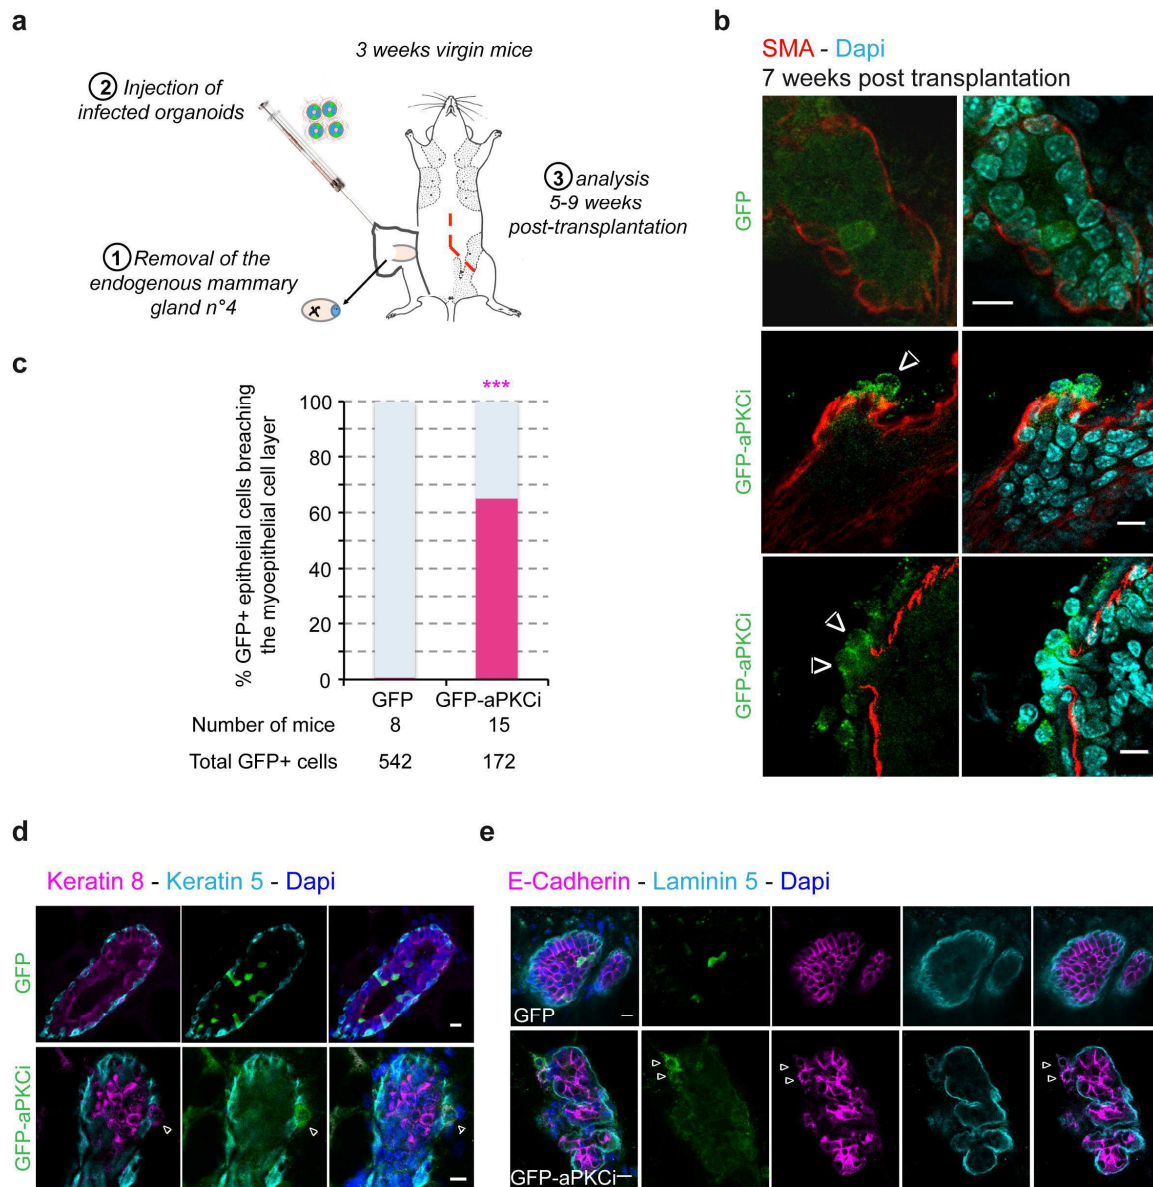 a
3 weeks virgin mice
2 Injection of
infected organoids
3 analysis
5-9 weeks
post-transplantation
1 Removal of the
endogenous mammary
gland n°4
b
SMA - Dapi
7 weeks post transplantation
GFP
GFP-aPKCi
GFP-aPKCi
c
% GFP+ epithelial cells breaching
the myoepithelial cell layer
***
100
80
60
40
20
0
GFP GFP-aPKCi
Number of mice 8 15
Total GFP+ cells 542 172
d
Keratin 8 - Keratin 5 - Dapi
GFP
GFP-aPKCi
e
E-Cadherin - Laminin 5 - Dapi
GFP
GFP-aPKCi